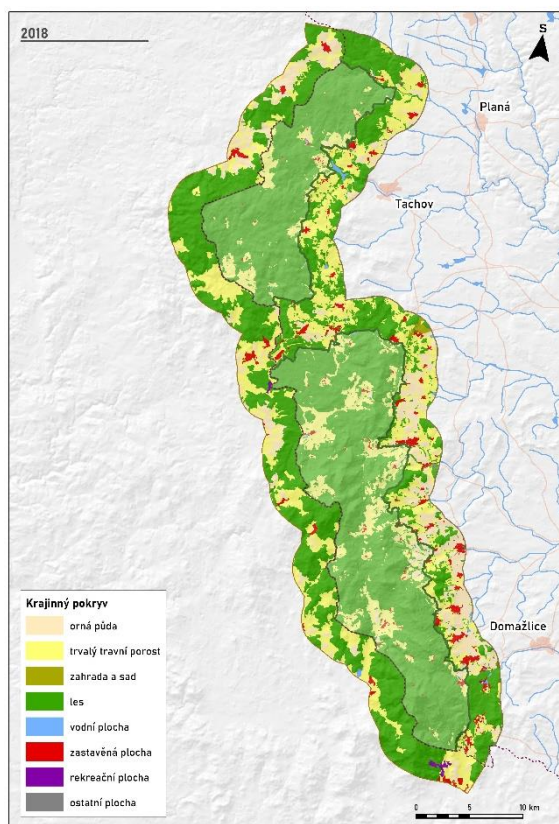 2018
S
Planá
Tachov
Domažlice
Krajinný pokryv
orná půda
trvalý travní porost
zahrada a sad
les
vodní plocha
zastavěná plocha
rekreační plocha
ostatní plocha
0 5 10 km